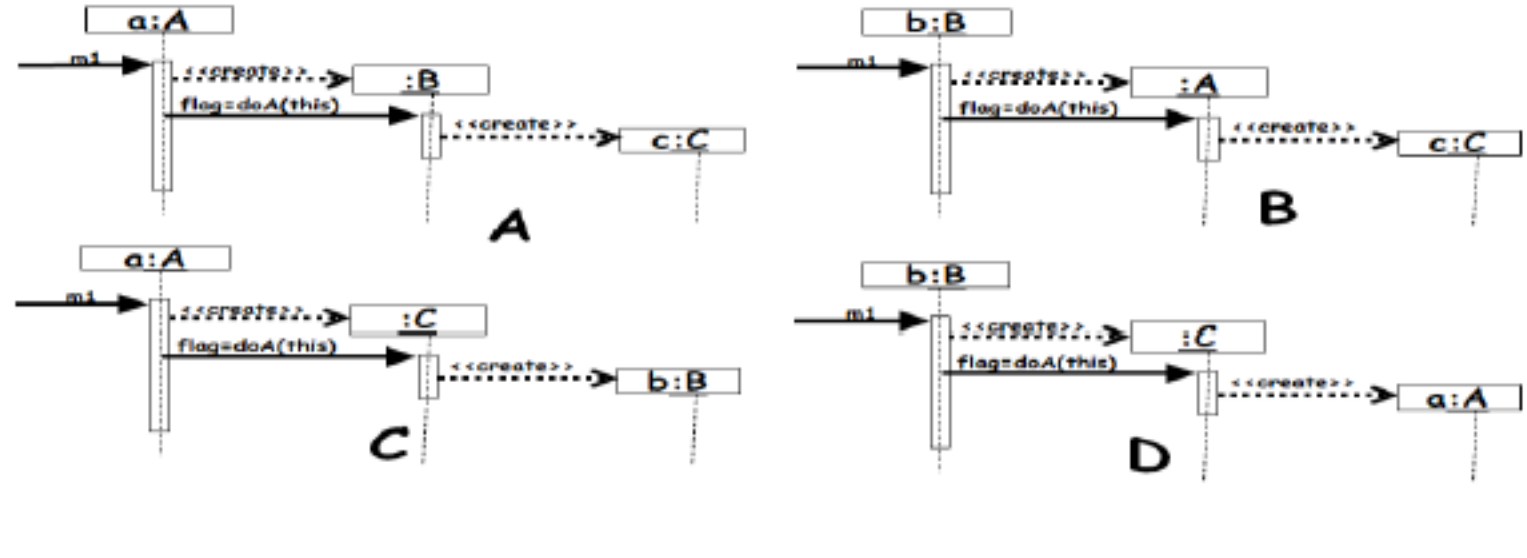 a:A
m1
<<create>>
:B
flag=doA(this)
<<create>>
c:C
A
b:B
m1
<<create>>
:A
flag=doA(this)
<<create>>
c:C
B
a:A
m1
<<create>>
:C
flag=doA(this)
<<create>>
b:B
C
b:B
m1
<<create>>
:C
flag=doA(this)
<<create>>
a:A
D